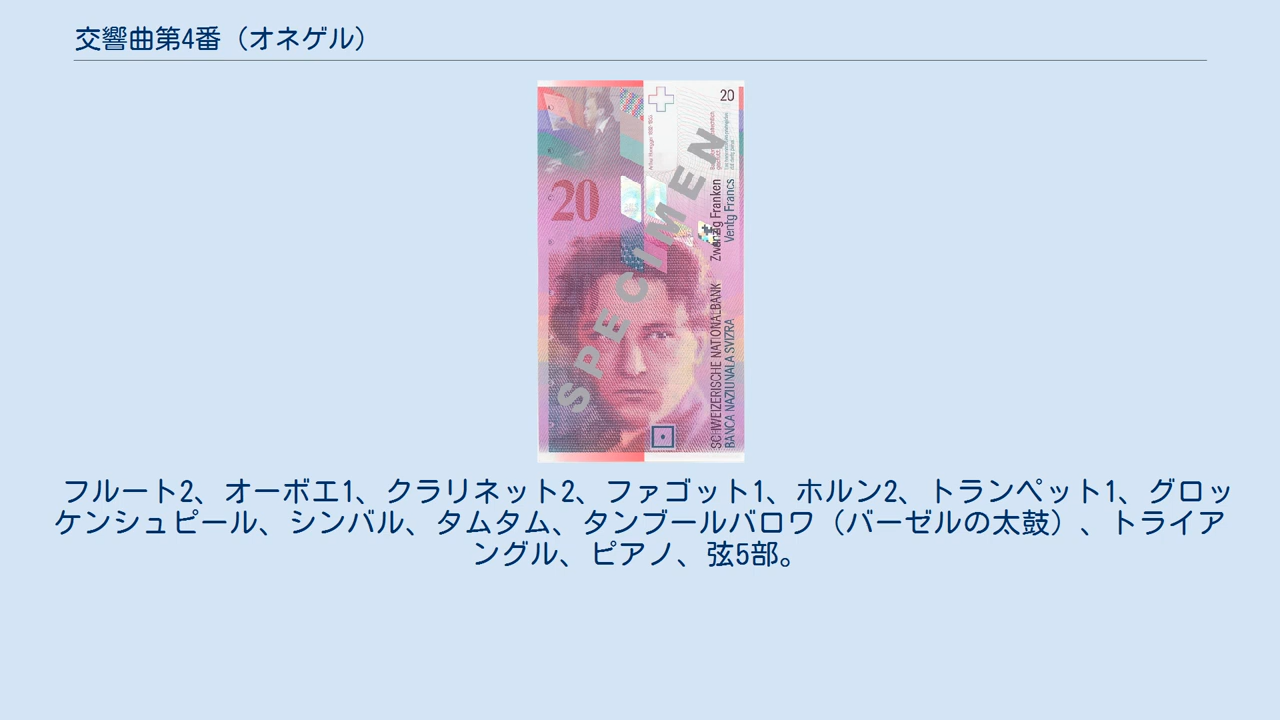 交響曲第4番（オネゲル）
20
20
SPECIMEN
Zwanzig Franken
Ventg Francs
SCHWEIZERISCHE NATIONALBANK
BANCA NAZIUNALA SVIZRA
フルート2、オーボエ1、クラリネット2、ファゴット1、ホルン2、トランペット1、グロッ
ケンシュピール、シンバル、タムタム、タンブールバロワ（バーゼルの太鼓）、トライア
ングル、ピアノ、弦5部。